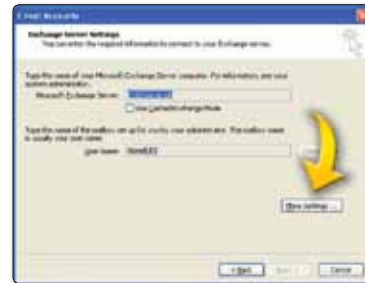 E-mail Accounts
Exchange Server Settings
You can enter the required information to connect to your Exchange server.
Type the name of your Microsoft Exchange Server computer. For information, see your
system administrator.
Microsoft Exchange Server:
Use Cached Exchange Mode
Type the name of the mailbox set up for you by your administrator. The mailbox name
is usually your user name.
User Name:
More Settings ...
< Back
Next >
Cancel